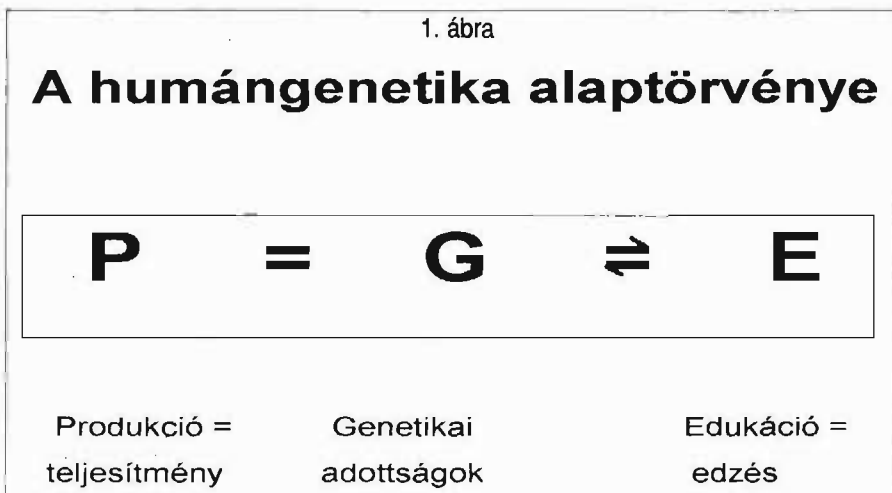 1. ábra
A humángenetika alaptörvénye
P = G ⇌ E
Produkció = Genetikai Edukáció =
teljesítmény adottságok edzés